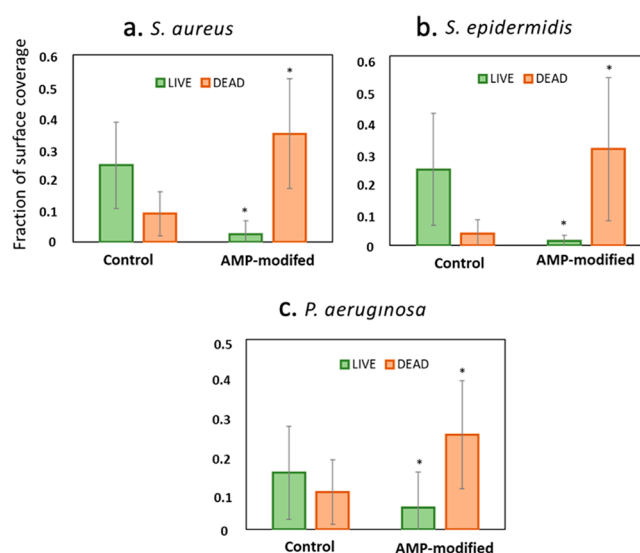 a. S. aureus
Fraction of surface coverage
0.6
0.5
0.4
0.3
0.2
0.1
0
LIVE DEAD
*
*
Control AMP-modifed
b. S. epidermidis
0.6
0.5
0.4
0.3
0.2
0.1
0
LIVE DEAD
*
*
Control AMP-modified
c. P. aeruginosa
0.5
0.4
0.3
0.2
0.1
0
LIVE DEAD
*
*
Control AMP-modified